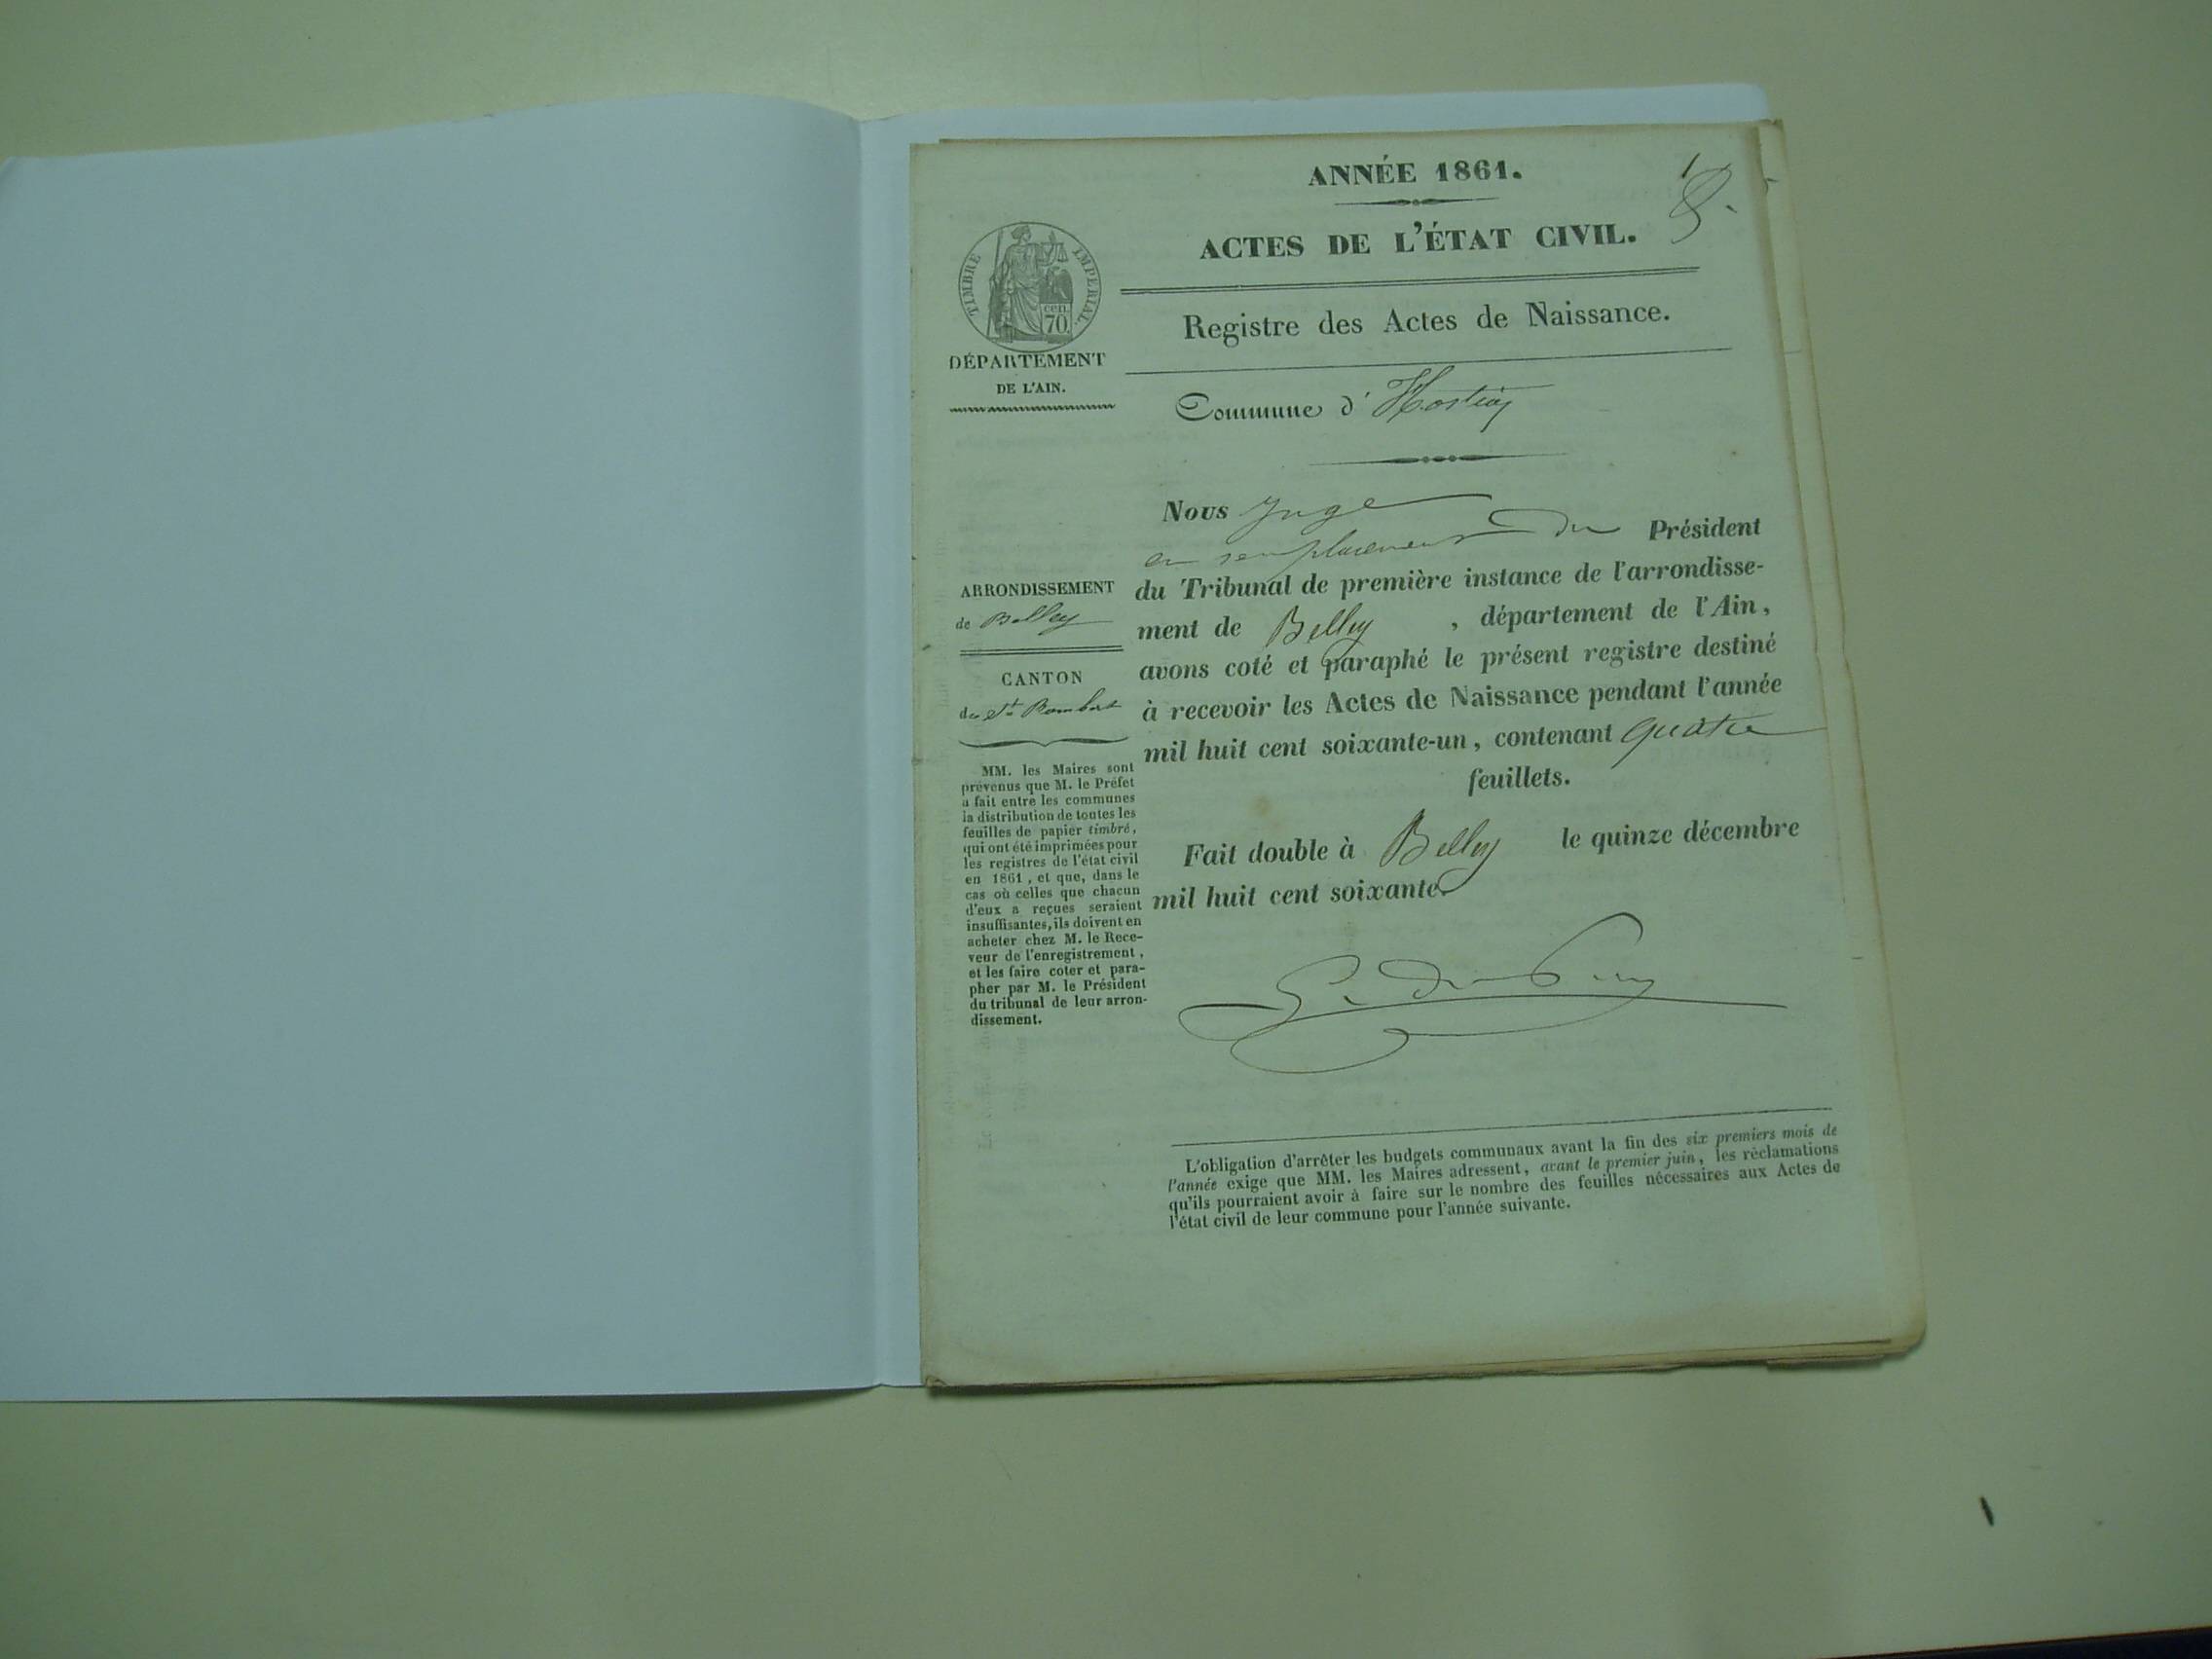 ANNÉE 1861.
1
ACTES DE L'ÉTAT CIVIL.
TIMBRE IMPERIAL.
cen.
70.
Registre des Actes de Naissance.
DÉPARTEMENT
DE L'AIN.
Commune d' Hostiaz
Nous Juge
en remplacement du Président
du Tribunal de première instance de l'arrondisse-
ment de Belley , département de l'Ain,
avons coté et paraphé le présent registre destiné
à recevoir les Actes de Naissance pendant l'année
mil huit cent soixante-un, contenant quatre
feuillets.
Fait double à Belley le quinze décembre
mil huit cent soixante.
ARRONDISSEMENT
de Belley
CANTON
de St Rambert
MM. les Maires sont
prévenus que M. le Préfet
a fait entre les communes
la distribution de toutes les
feuilles de papier timbré,
qui ont été imprimées pour
les registres de l'état civil
en 1861, et que, dans le
cas où celles que chacun
d'eux a reçues seraient
insuffisantes, ils doivent en
acheter chez M. le Rece-
veur de l'enregistrement,
et les faire coter et para-
pher par M. le Président
du tribunal de leur arron-
dissement.
L'obligation d'arrêter les budgets communaux avant la fin des six premiers mois de
l'année exige que MM. les Maires adressent, avant le premier juin, les réclamations
qu'ils pourraient avoir à faire sur le nombre des feuilles nécessaires aux Actes de
l'état civil de leur commune pour l'année suivante.